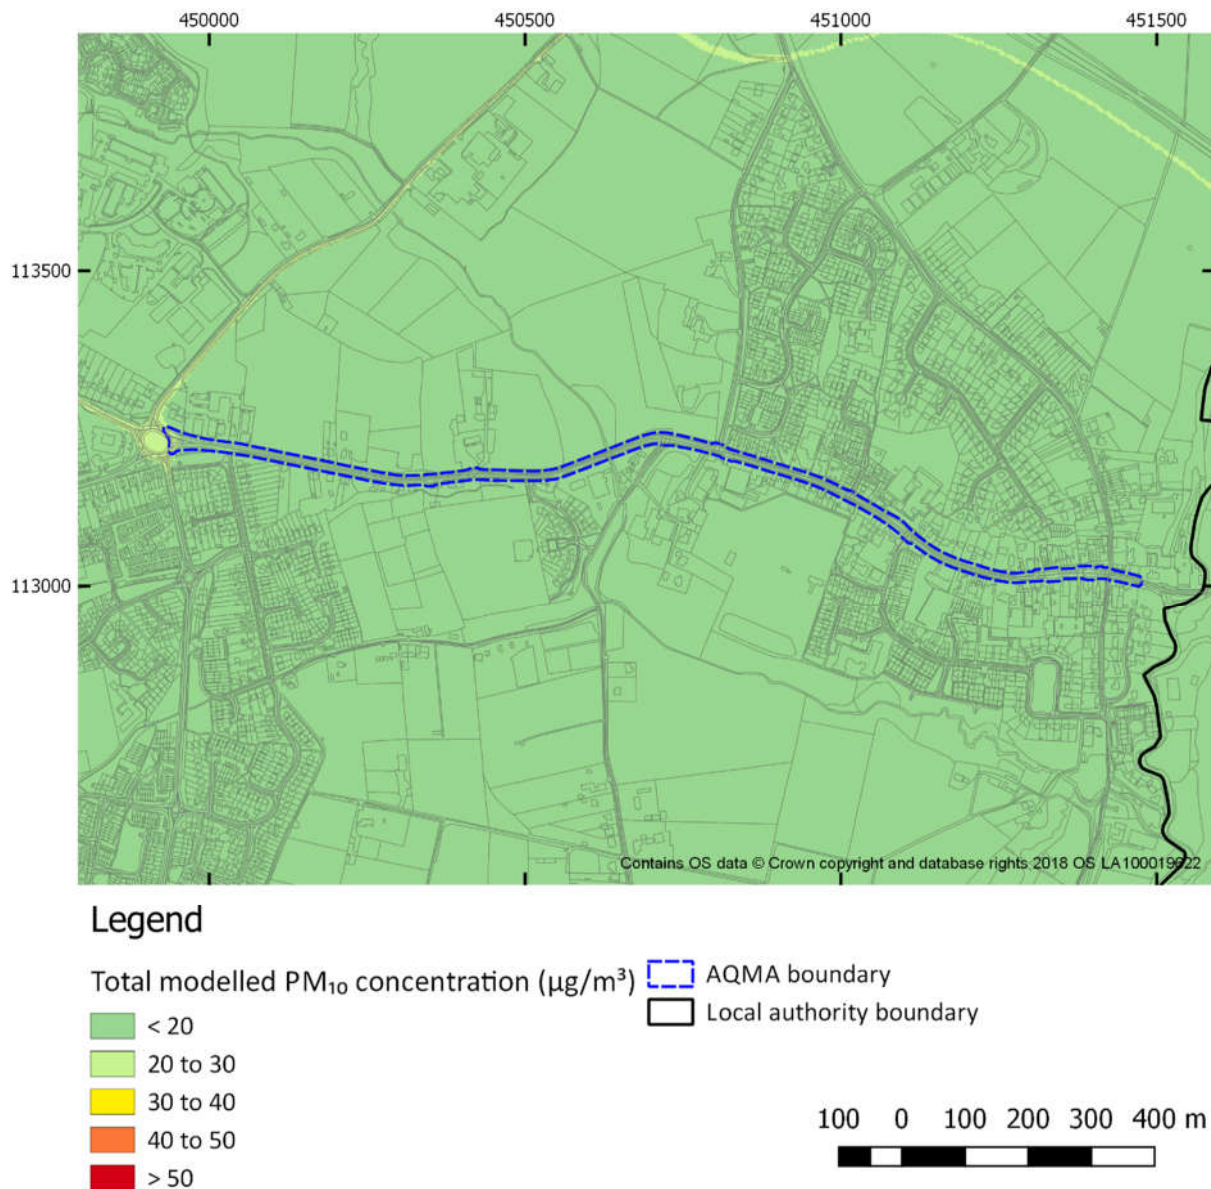 450000 450500 451000 451500
113500
113000
Contains OS data © Crown copyright and database rights 2018 OS LA100019622
Legend
Total modelled PM₁₀ concentration (µg/m³)
AQMA boundary
Local authority boundary
< 20
20 to 30
30 to 40
40 to 50
> 50
100 0 100 200 300 400 m